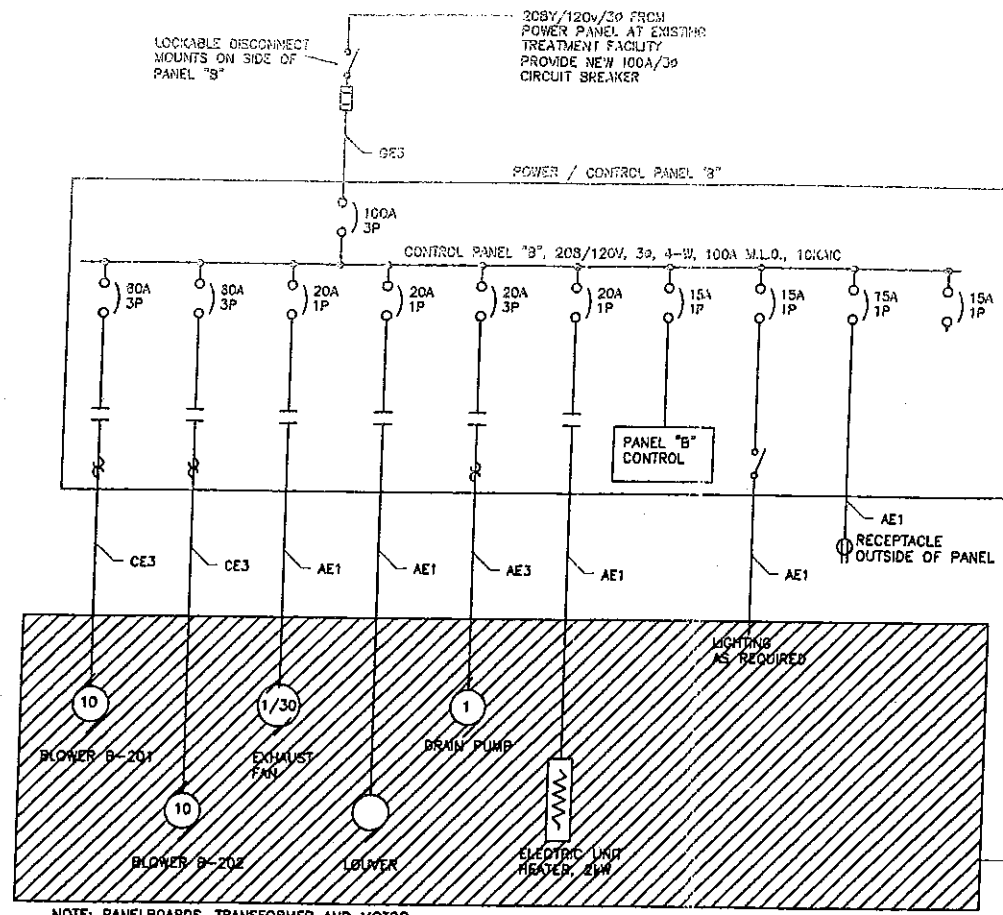 208Y/120V/3Ø FROM
POWER PANEL AT EXISTING
TREATMENT FACILITY
PROVIDE NEW 100A/3Ø
CIRCUIT BREAKER
LOCKABLE DISCONNECT
MOUNTS ON SIDE OF
PANEL "B"
GE3
POWER / CONTROL PANEL "B"
100A
3P
CONTROL PANEL "B", 208/120V, 3Ø, 4-W, 100A M.L.O., 10KAIC
80A
3P
80A
3P
20A
1P
20A
1P
20A
3P
20A
1P
15A
1P
15A
1P
15A
1P
15A
1P
PANEL "B"
CONTROL
AE1
RECEPTACLE
OUTSIDE OF PANEL
CE3
CE3
AE1
AE1
AE3
AE1
AE1
LIGHTING
AS REQUIRED
10
BLOWER B-201
1/30
EXHAUST
FAN
1
DRAIN PUMP
10
BLOWER B-202
LOUVER
ELECTRIC UNIT
HEATER, 2kW
NOTE: PANELBOARDS, TRANSFORMER AND MOTOR